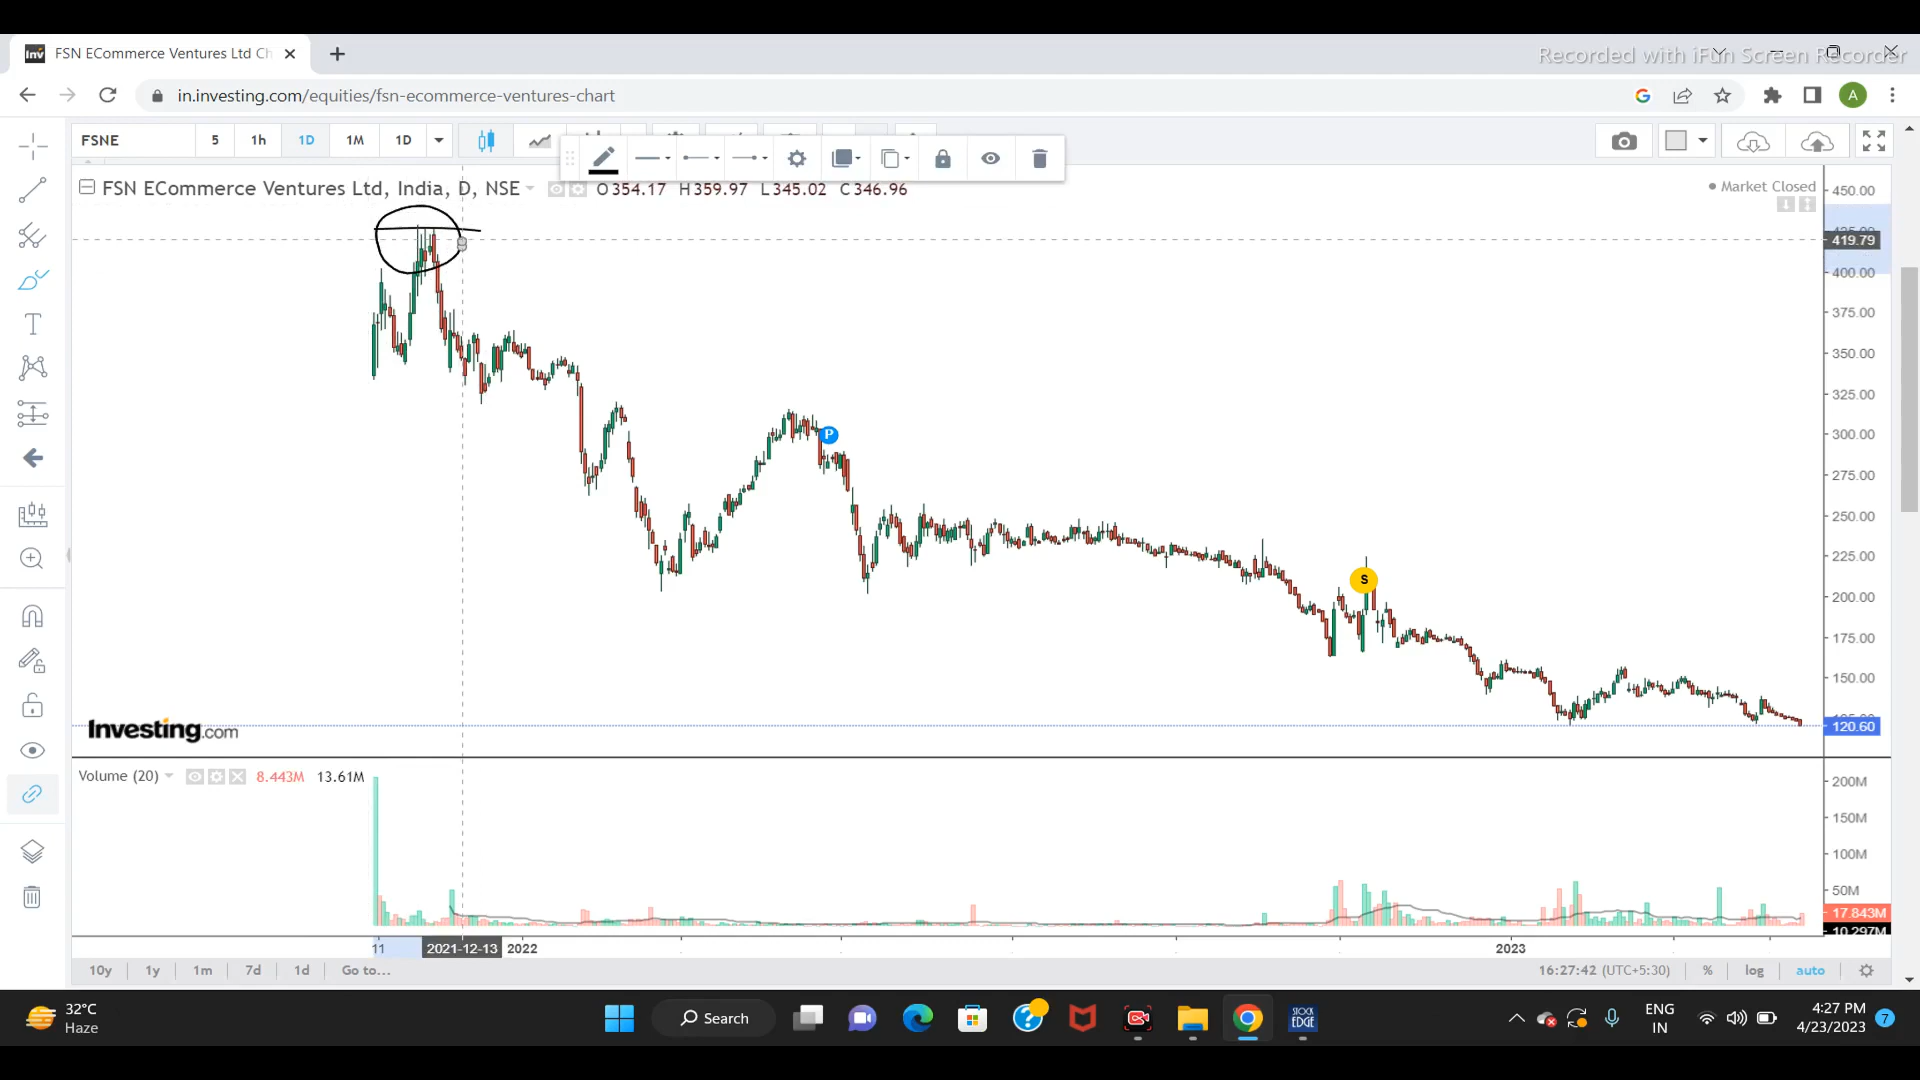 FSN ECommerce Ventures Ltd Ch
Recorded with iFun Screen Recorder
in.investing.com/equities/fsn-ecommerce-ventures-chart
A
FSNE
5
1h
1D
1M
1D
FSN ECommerce Ventures Ltd, India, D, NSE
O354.17 H359.97 L345.02 C346.96
Market Closed
450.00
419.79
400.00
375.00
350.00
325.00
300.00
275.00
250.00
225.00
200.00
175.00
150.00
120.60
P
S
Investing.com
Volume (20)
8.443M 13.61M
200M
150M
100M
50M
17.843M
10.297M
11
2021-12-13
2022
2023
10y
1y
1m
7d
1d
Go to...
16:27:42 (UTC+5:30)
%
log
auto
32°C
Haze
Search
STOCK
EDGE
ENG
IN
4:27 PM
4/23/2023
7